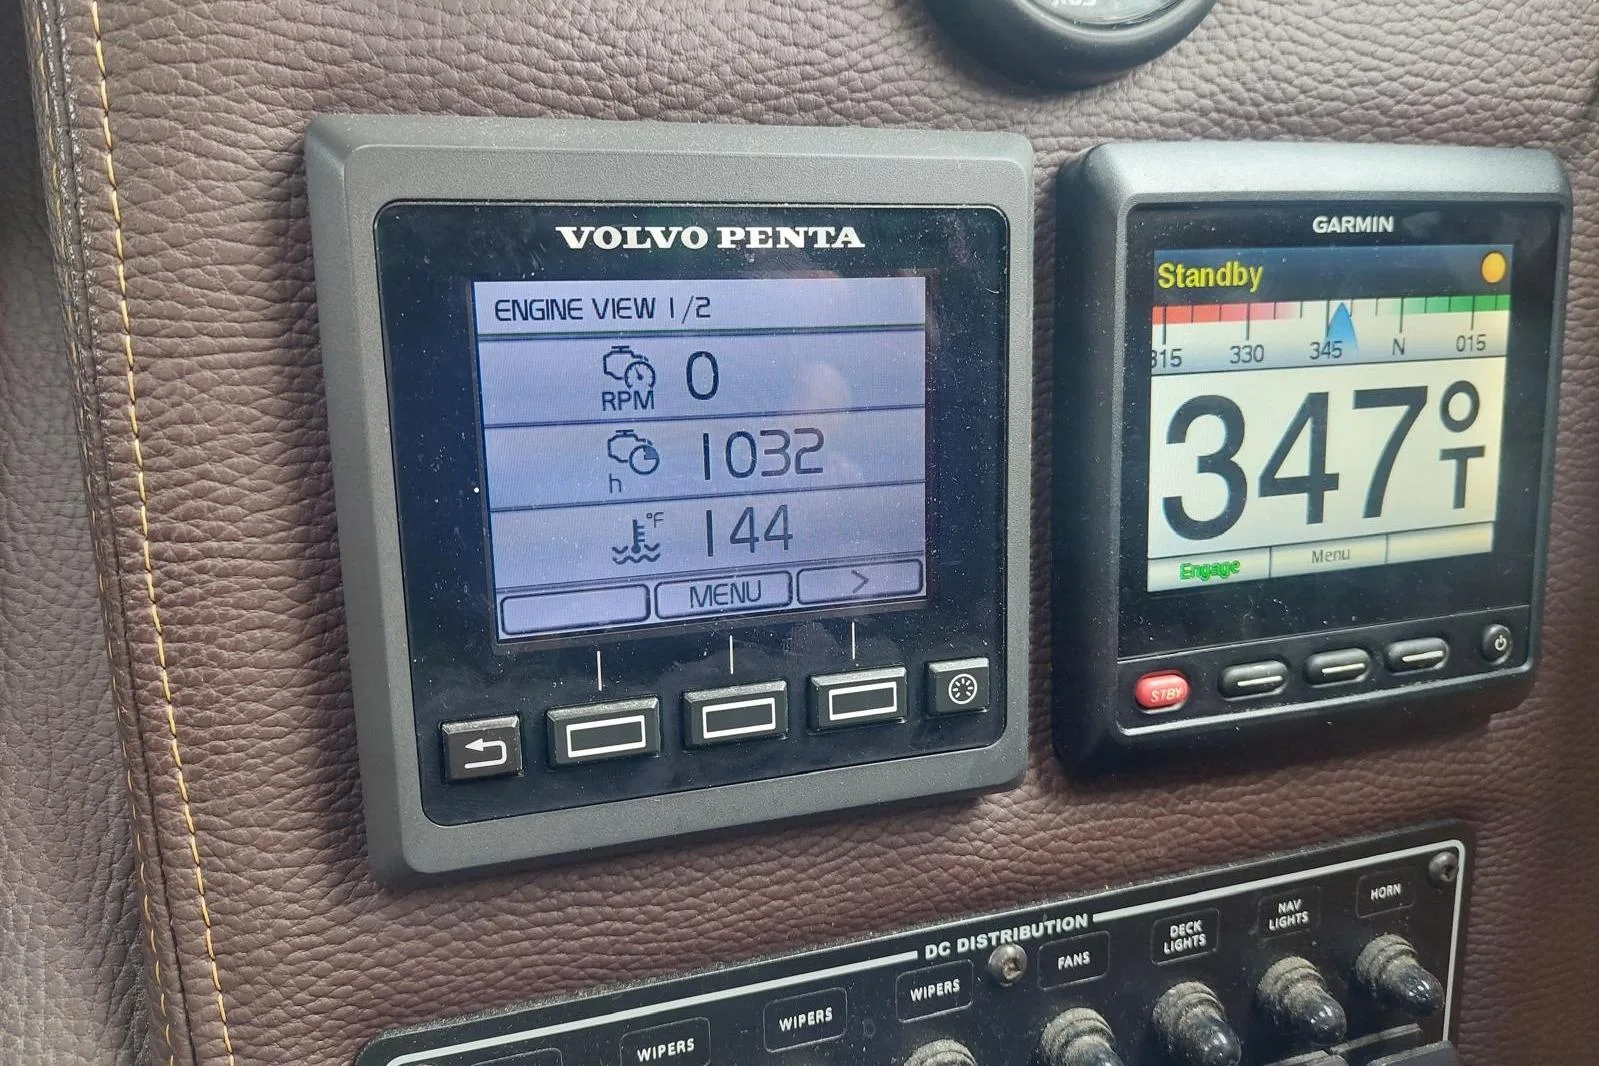 VOLVO PENTA
ENGINE VIEW 1/2
RPM 0
h 1032
°F 144
MENU >
GARMIN
Standby
315 330 345 N 015
347°T
Engage Menu
STBY
DC DISTRIBUTION
WIPERS
WIPERS
WIPERS
FANS
DECK
LIGHTS
NAV
LIGHTS
HORN